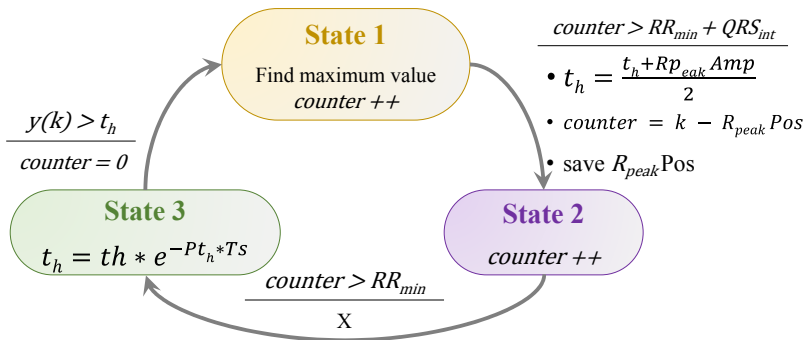 State 1
Find maximum value
counter ++
counter > RR_min + QRS_int
• t_h = (t_h + Rp_eak Amp) / 2
• counter = k − R_peak Pos
• save R_peak Pos
State 2
counter ++
counter > RR_min
X
State 3
t_h = th * e^(−Pt_h * Ts)
y(k) > t_h
counter = 0